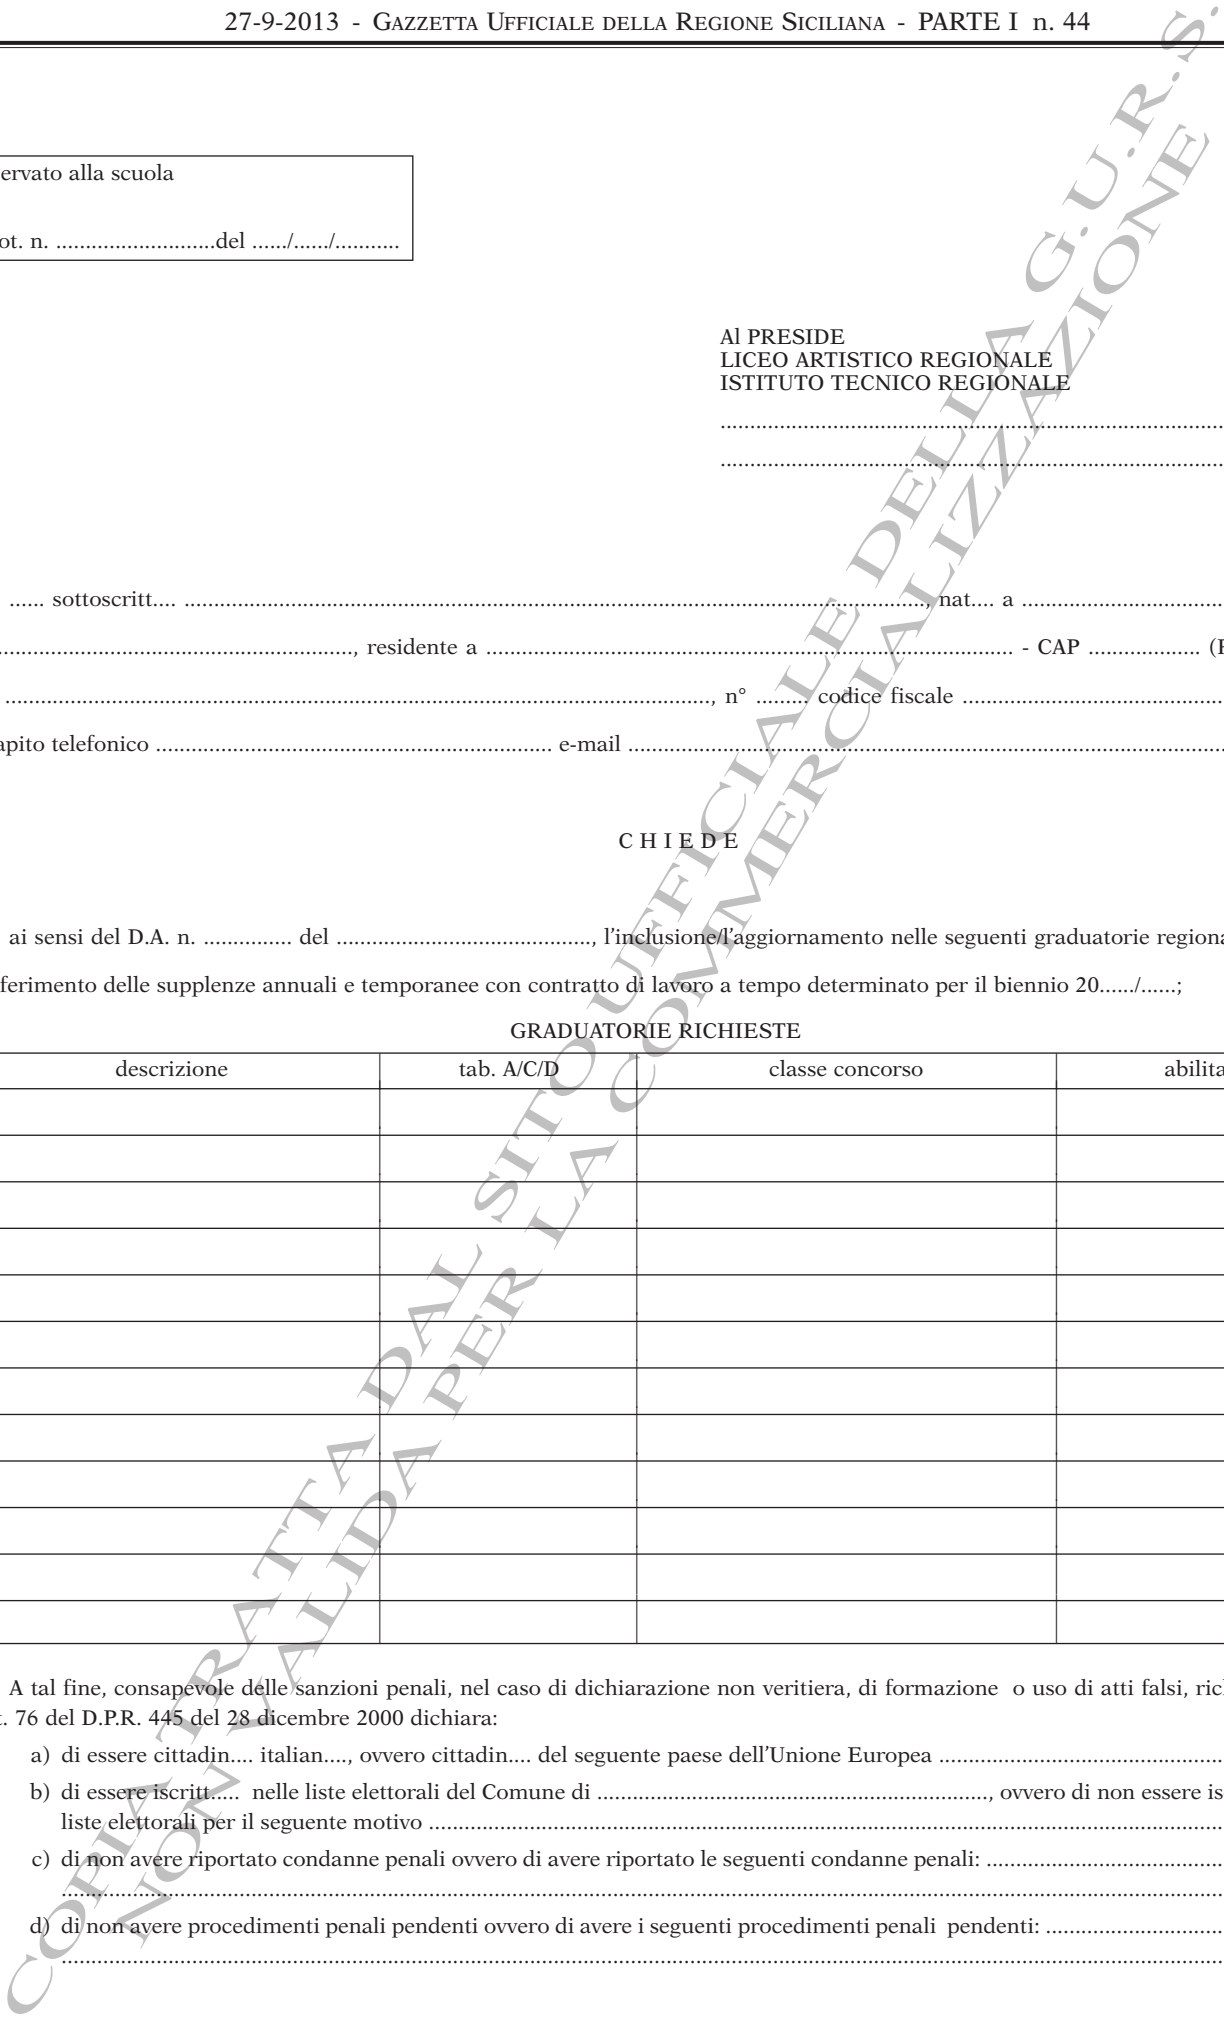 27-9-2013 - GAZZETTA UFFICIALE DELLA REGIONE SICILIANA - PARTE I n. 44
ervato alla scuola
ot. n. ...........................del ....../....../...........
Al PRESIDE
LICEO ARTISTICO REGIONALE
ISTITUTO TECNICO REGIONALE
......................................................................................
......................................................................................
...... sottoscritt.... ............................................................................................................................., nat.... a ...................................
............................................................, residente a .......................................................................................... - CAP ................... (
........................................................................................................................, n° ......... codice fiscale .............................................
apito telefonico ................................................................... e-mail .....................................................................................................
C H I E D E
ai sensi del D.A. n. ............... del ..........................................., l'inclusione/l'aggiornamento nelle seguenti graduatorie regiona
ferimento delle supplenze annuali e temporanee con contratto di lavoro a tempo determinato per il biennio 20....../......;
GRADUATORIE RICHIESTE
descrizione tab. A/C/D classe concorso abilita
A tal fine, consapevole delle sanzioni penali, nel caso di dichiarazione non veritiera, di formazione o uso di atti falsi, ric
t. 76 del D.P.R. 445 del 28 dicembre 2000 dichiara:
a) di essere cittadin.... italian...., ovvero cittadin.... del seguente paese dell'Unione Europea ................................................
b) di essere iscritt..... nelle liste elettorali del Comune di .................................................................., ovvero di non essere is
liste elettorali per il seguente motivo ......................................................................................................................................
c) di non avere riportato condanne penali ovvero di avere riportato le seguenti condanne penali: ........................................
....................................................................................................................................................................................................
d) di non avere procedimenti penali pendenti ovvero di avere i seguenti procedimenti penali pendenti: ..............................
....................................................................................................................................................................................................
COPIA TRATTA DAL SITO UFFICIALE DELLA G.U.R.S.
NON VALIDA PER LA COMMERCIALIZZAZIONE